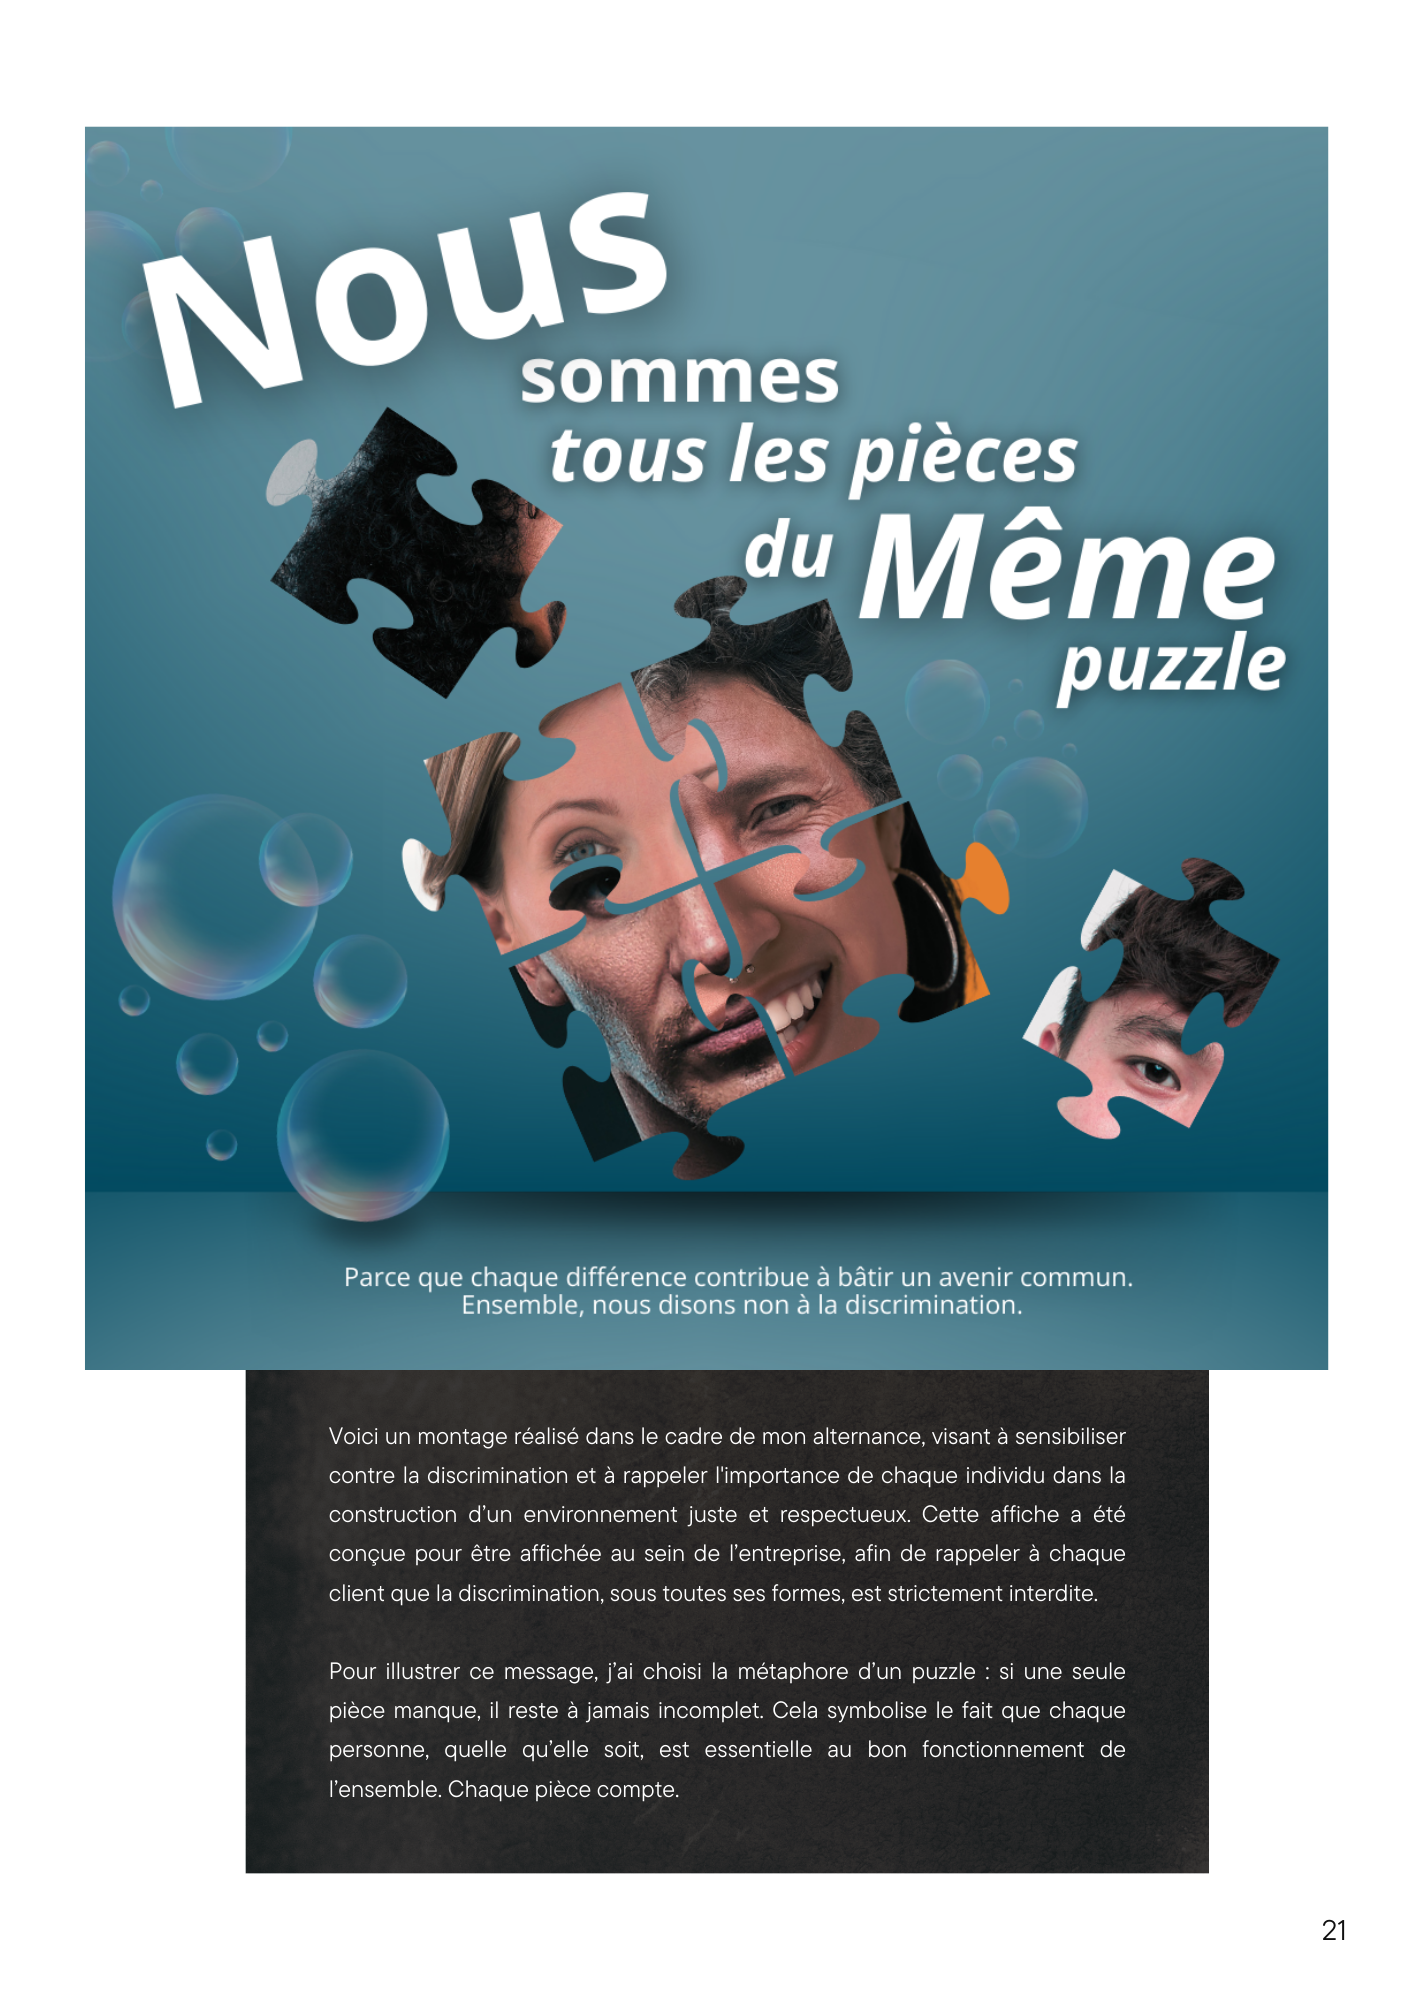 Nous
sommes
tous les pièces
du Même
puzzle
Parce que chaque différence contribue à bâtir un avenir commun.
Ensemble, nous disons non à la discrimination.
Voici un montage réalisé dans le cadre de mon alternance, visant à sensibiliser
contre la discrimination et à rappeler l'importance de chaque individu dans la
construction d’un environnement juste et respectueux. Cette affiche a été
conçue pour être affichée au sein de l’entreprise, afin de rappeler à chaque
client que la discrimination, sous toutes ses formes, est strictement interdite.
Pour illustrer ce message, j’ai choisi la métaphore d’un puzzle : si une seule
pièce manque, il reste à jamais incomplet. Cela symbolise le fait que chaque
personne, quelle qu’elle soit, est essentielle au bon fonctionnement de
l’ensemble. Chaque pièce compte.
21